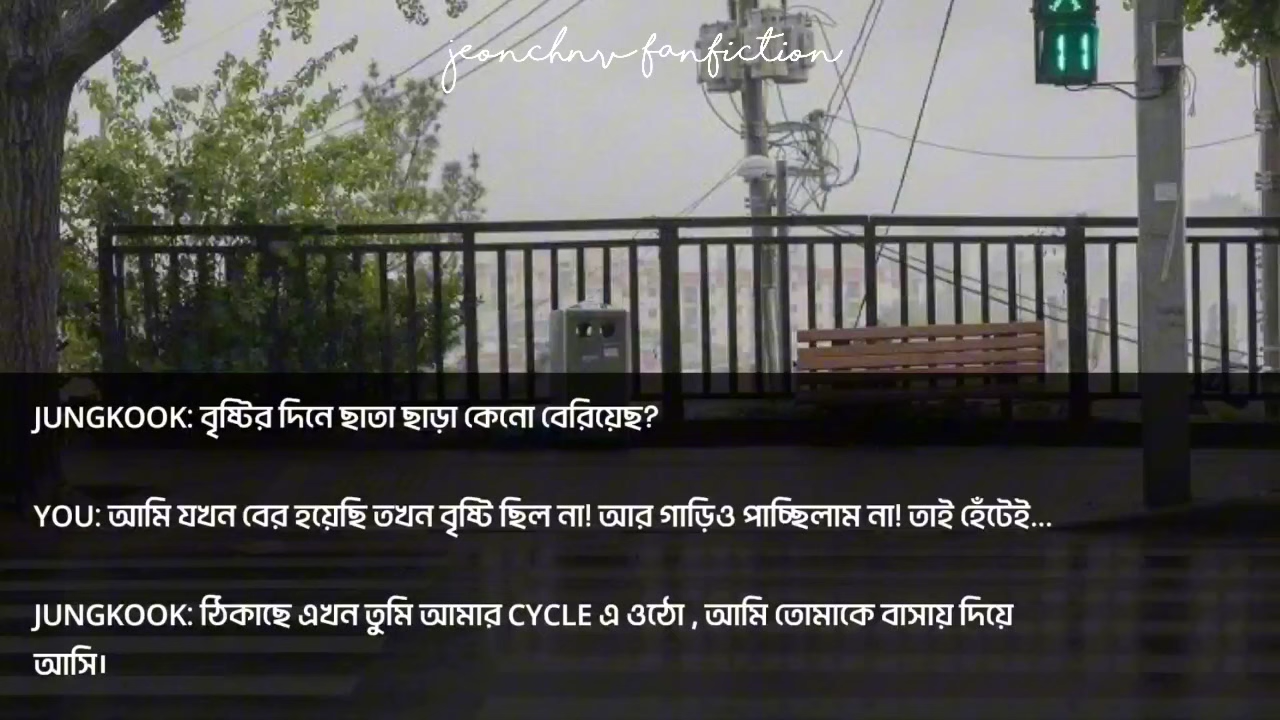 jeonchnv fanfiction
11
JUNGKOOK: বৃষ্টির দিনে ছাতা ছাড়া কেনো বেরিয়েছ?
YOU: আমি যখন বের হয়েছি তখন বৃষ্টি ছিল না! আর গাড়িও পাচ্ছিলাম না! তাই হেঁটেই...
JUNGKOOK: ঠিকাছে এখন তুমি আমার CYCLE এ ওঠো , আমি তোমাকে বাসায় দিয়ে
আসি।